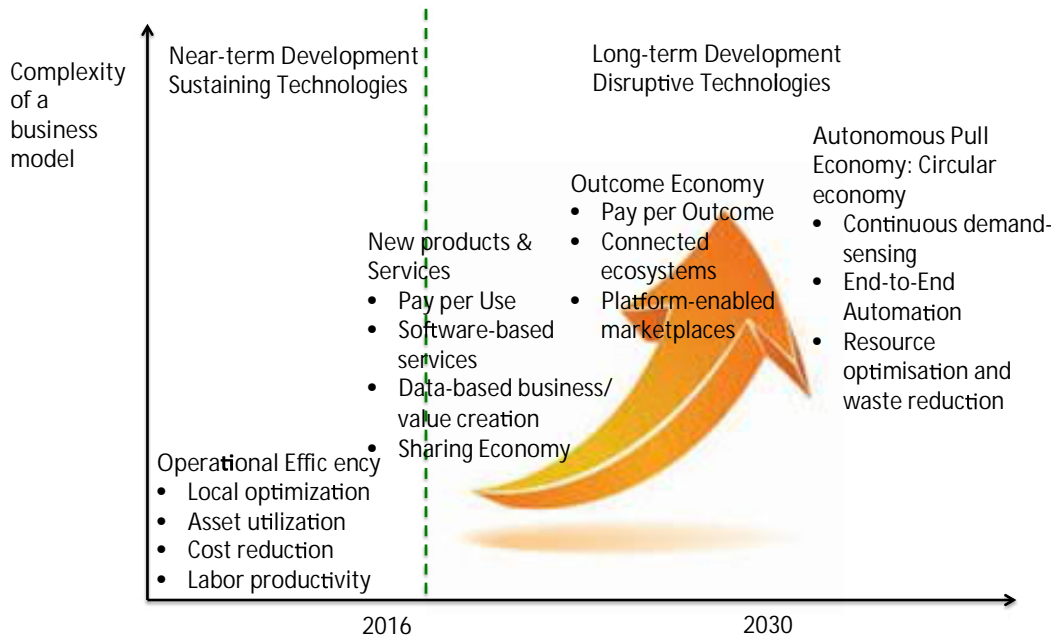 Complexity
of a
business
model
Near-term Development
Sustaining Technologies
Long-term Development
Disruptive Technologies
Operational Effic ency
• Local optimization
• Asset utilization
• Cost reduction
• Labor productivity
New products &
Services
• Pay per Use
• Software-based
services
• Data-based business/
value creation
• Sharing Economy
Outcome Economy
• Pay per Outcome
• Connected
ecosystems
• Platform-enabled
marketplaces
Autonomous Pull
Economy: Circular
economy
• Continuous demand-
sensing
• End-to-End
Automation
• Resource
optimisation and
waste reduction
2016
2030